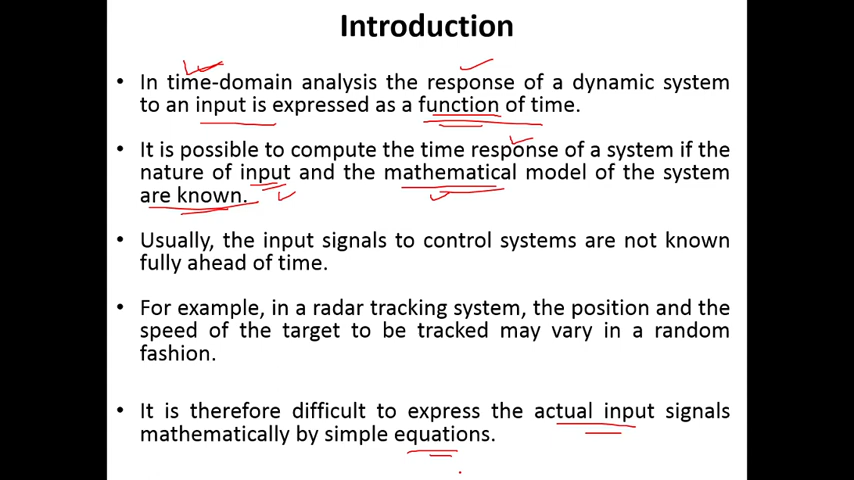 Introduction
• In time-domain analysis the response of a dynamic system
to an input is expressed as a function of time.
• It is possible to compute the time response of a system if the
nature of input and the mathematical model of the system
are known.
• Usually, the input signals to control systems are not known
fully ahead of time.
• For example, in a radar tracking system, the position and the
speed of the target to be tracked may vary in a random
fashion.
• It is therefore difficult to express the actual input signals
mathematically by simple equations.